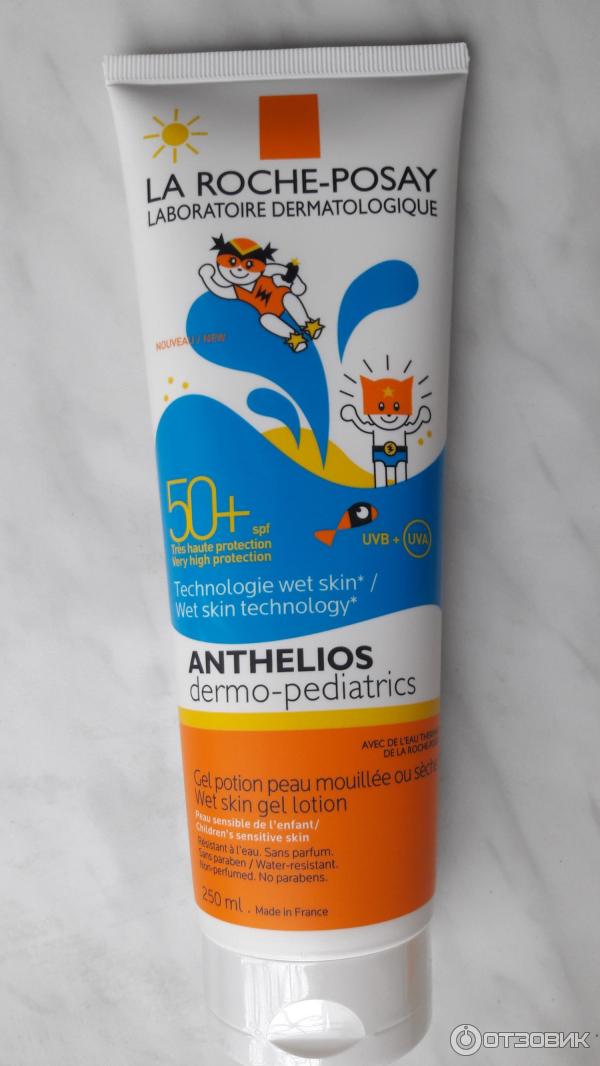 LA ROCHE-POSAY
LABORATOIRE DERMATOLOGIQUE
NOUVEAU / NEW
50+ spf
Très haute protection
Very high protection
UVB + UVA
Technologie wet skin* /
Wet skin technology*
ANTHELIOS
dermo-pediatrics
AVEC DE L'EAU THERM
DE LA ROCHE-POS
Gel potion peau mouillée ou sèche
Wet skin gel lotion
Peau sensible de l'enfant/
Children's sensitive skin
Résistant à l'eau. Sans parfum.
Sans paraben / Water-resistant.
Non-perfumed. No parabens.
250 ml . Made in France
ОТЗОВИК